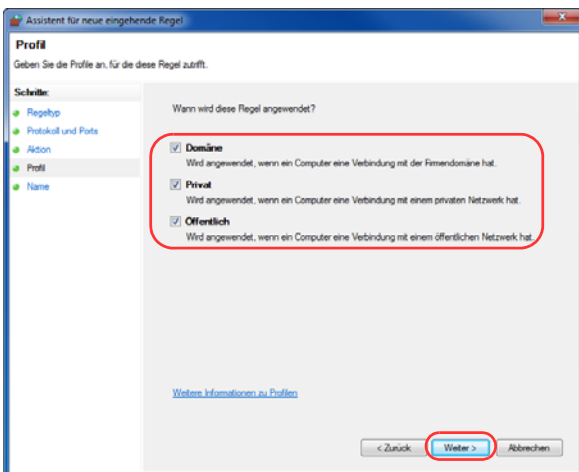 Assistent für neue eingehende Regel
Profil
Geben Sie die Profile an, für die diese Regel zutrifft.
Schritte:
Regeltyp
Protokoll und Ports
Aktion
Profil
Name
Wann wird diese Regel angewendet?
Domäne
Wird angewendet, wenn ein Computer eine Verbindung mit der Firmendomäne hat.
Privat
Wird angewendet, wenn ein Computer eine Verbindung mit einem privaten Netzwerk hat.
Öffentlich
Wird angewendet, wenn ein Computer eine Verbindung mit einem öffentlichen Netzwerk hat.
Weitere Informationen zu Profilen
< Zurück Weiter > Abbrechen